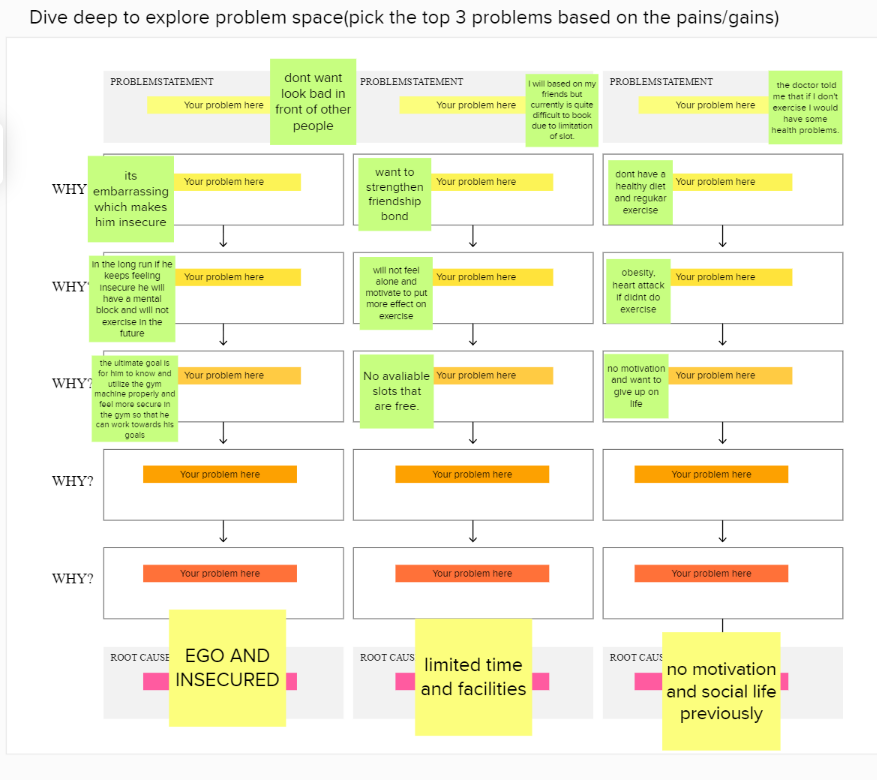 Dive deep to explore problem space(pick the top 3 problems based on the pains/gains)
PROBLEMSTATEMENT
Your problem here
dont want
look bad in
front of other
people
PROBLEMSTATEMENT
Your problem here
I will based on my
friends but
currently is quite
difficult to book
due to limitation
of slot.
PROBLEMSTATEMENT
Your problem here
the doctor told
me that if I don't
exercise I would
have some
health problems.
WHY
its
embarrassing
which makes
him insecure
Your problem here
want to
strengthen
friendship
bond
Your problem here
dont have a
healthy diet
and regukar
exercise
Your problem here
WHY?
in the long run if he
keeps feeling
insecure he will
have a mental
block and will not
exercise in the
future
Your problem here
will not feel
alone and
motivate to put
more effect on
exercise
Your problem here
obesity,
heart attack
if didnt do
exercise
Your problem here
WHY?
the ultimate goal is
for him to know and
utilize the gym
machine properly and
feel more secure in
the gym so that he
can work towards his
goals
Your problem here
No avaliable
slots that
are free.
Your problem here
no motivation
and want to
give up on
life
Your problem here
WHY?
Your problem here
Your problem here
Your problem here
WHY?
Your problem here
Your problem here
Your problem here
ROOT CAUSE
EGO AND
INSECURED
ROOT CAUS
limited time
and facilities
ROOT CAUS
no motivation
and social life
previously